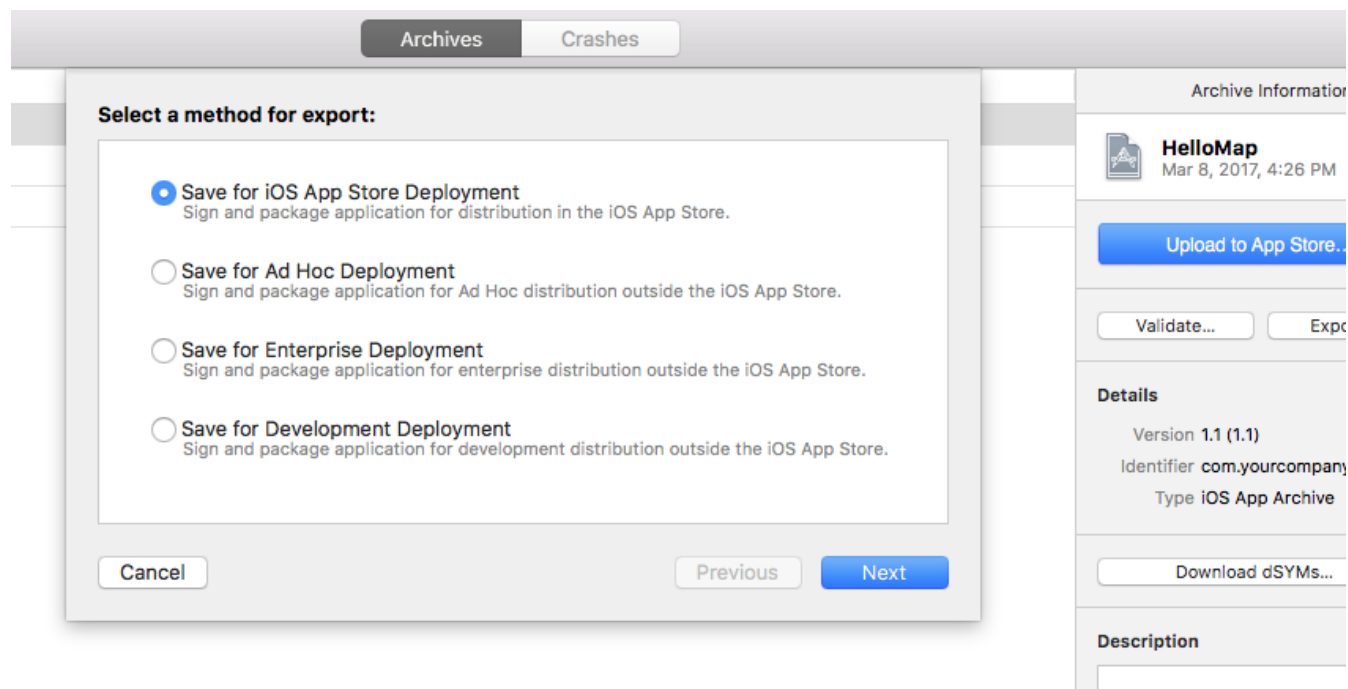 Archives Crashes
Select a method for export:
Save for iOS App Store Deployment
Sign and package application for distribution in the iOS App Store.
Save for Ad Hoc Deployment
Sign and package application for Ad Hoc distribution outside the iOS App Store.
Save for Enterprise Deployment
Sign and package application for enterprise distribution outside the iOS App Store.
Save for Development Deployment
Sign and package application for development distribution outside the iOS App Store.
Cancel Previous Next
Archive Information
HelloMap
Mar 8, 2017, 4:26 PM
Upload to App Store..
Validate... Expo
Details
Version 1.1 (1.1)
Identifier com.yourcompany
Type iOS App Archive
Download dSYMs...
Description